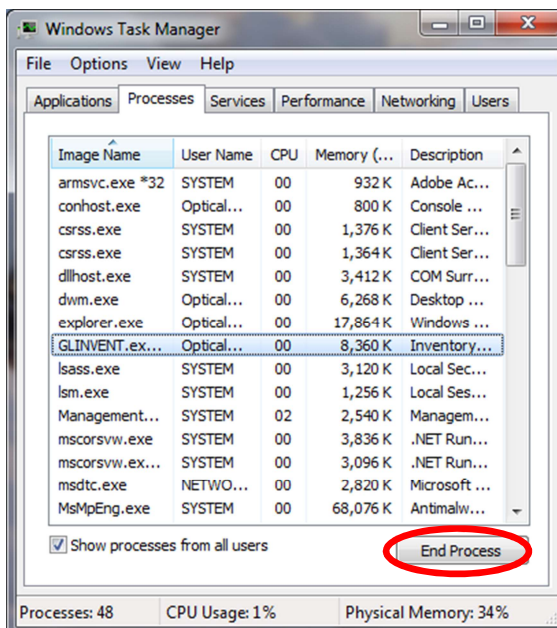 Windows Task Manager
File Options View Help
Applications Processes Services Performance Networking Users
Image Name User Name CPU Memory (... Description
armsvc.exe *32 SYSTEM 00 932 K Adobe Ac...
conhost.exe Optical... 00 800 K Console ...
csrss.exe SYSTEM 00 1,376 K Client Ser...
csrss.exe SYSTEM 00 1,364 K Client Ser...
dllhost.exe SYSTEM 00 3,412 K COM Surr...
dwm.exe Optical... 00 6,268 K Desktop ...
explorer.exe Optical... 00 17,864 K Windows ...
GLINVENT.ex... Optical... 00 8,360 K Inventory...
lsass.exe SYSTEM 00 3,120 K Local Sec...
lsm.exe SYSTEM 00 1,256 K Local Ses...
Management... SYSTEM 02 2,540 K Managem...
mscorsvw.exe SYSTEM 00 3,836 K .NET Run...
mscorsvw.ex... SYSTEM 00 3,096 K .NET Run...
msdtc.exe NETWO... 00 2,820 K Microsoft ...
MsMpEng.exe SYSTEM 00 68,076 K Antimalw...
Show processes from all users
End Process
Processes: 48 CPU Usage: 1% Physical Memory: 34%